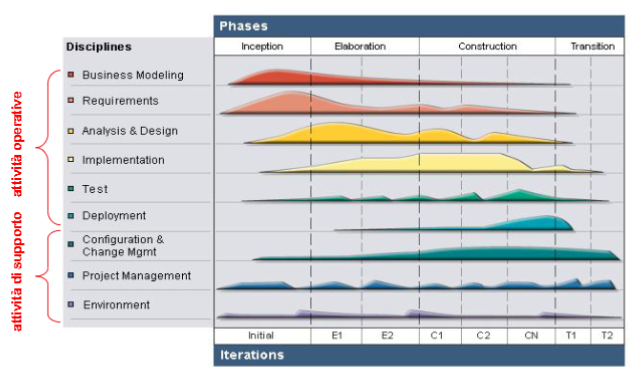 Phases
Disciplines
Inception
Elaboration
Construction
Transition
Business Modeling
Requirements
Analysis & Design
Implementation
Test
Deployment
Configuration &
Change Mgmt
Project Management
Environment
attività operative
attività di supporto
Initial
E1
E2
C1
C2
CN
T1
T2
Iterations